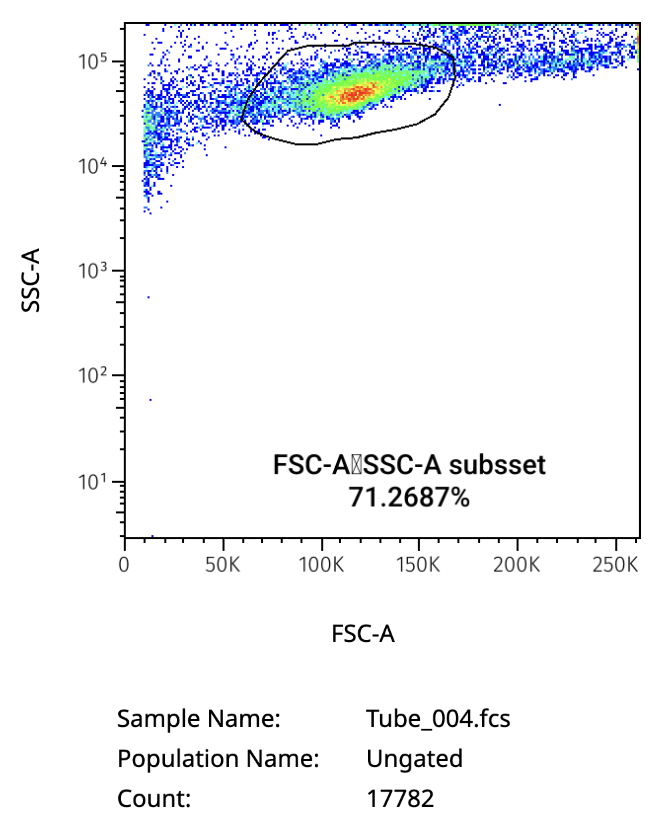 10⁵
10⁴
10³
10²
10¹
SSC-A
FSC-A▯SSC-A subsset
71.2687%
0 50K 100K 150K 200K 250K
FSC-A
Sample Name: Tube_004.fcs
Population Name: Ungated
Count: 17782